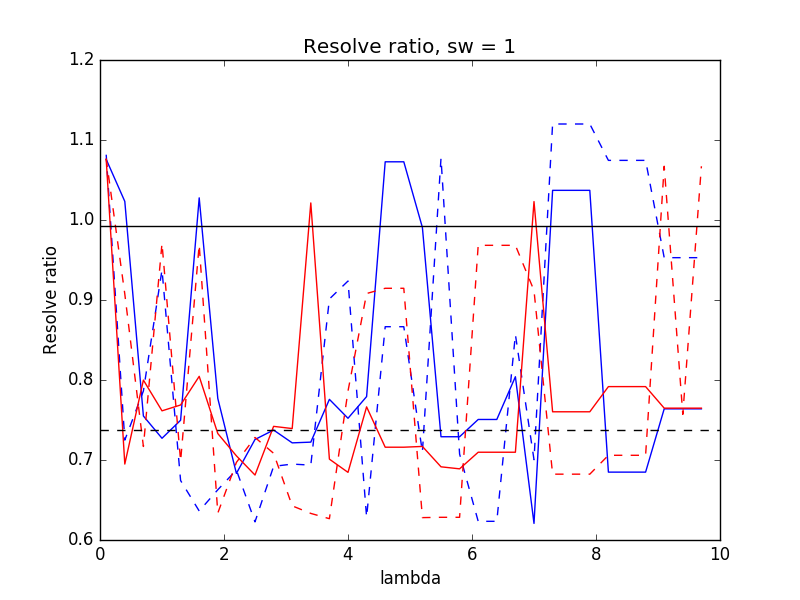 Resolve ratio, sw = 1
1.2
1.1
1.0
0.9
0.8
0.7
0.6
Resolve ratio
0 2 4 6 8 10
lambda